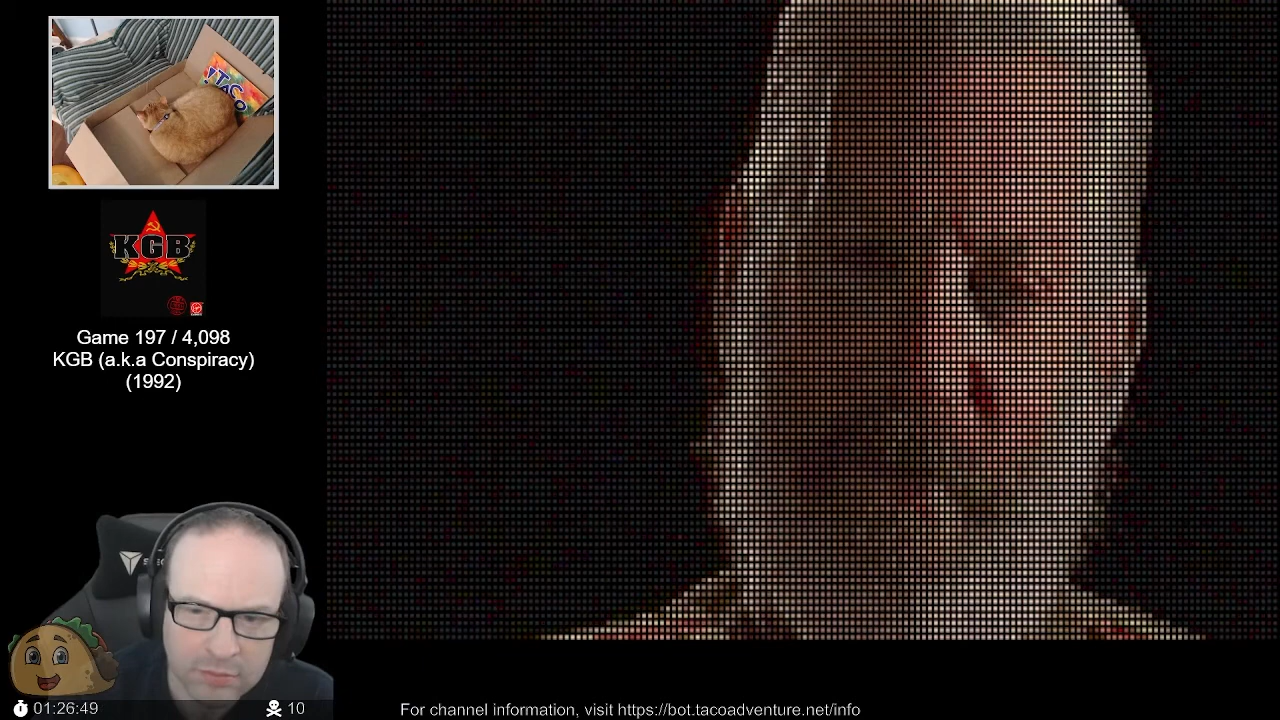 !TACO
KGB
Game 197 / 4,098
KGB (a.k.a Conspiracy)
(1992)
01:26:49
10
For channel information, visit https://bot.tacoadventure.net/info